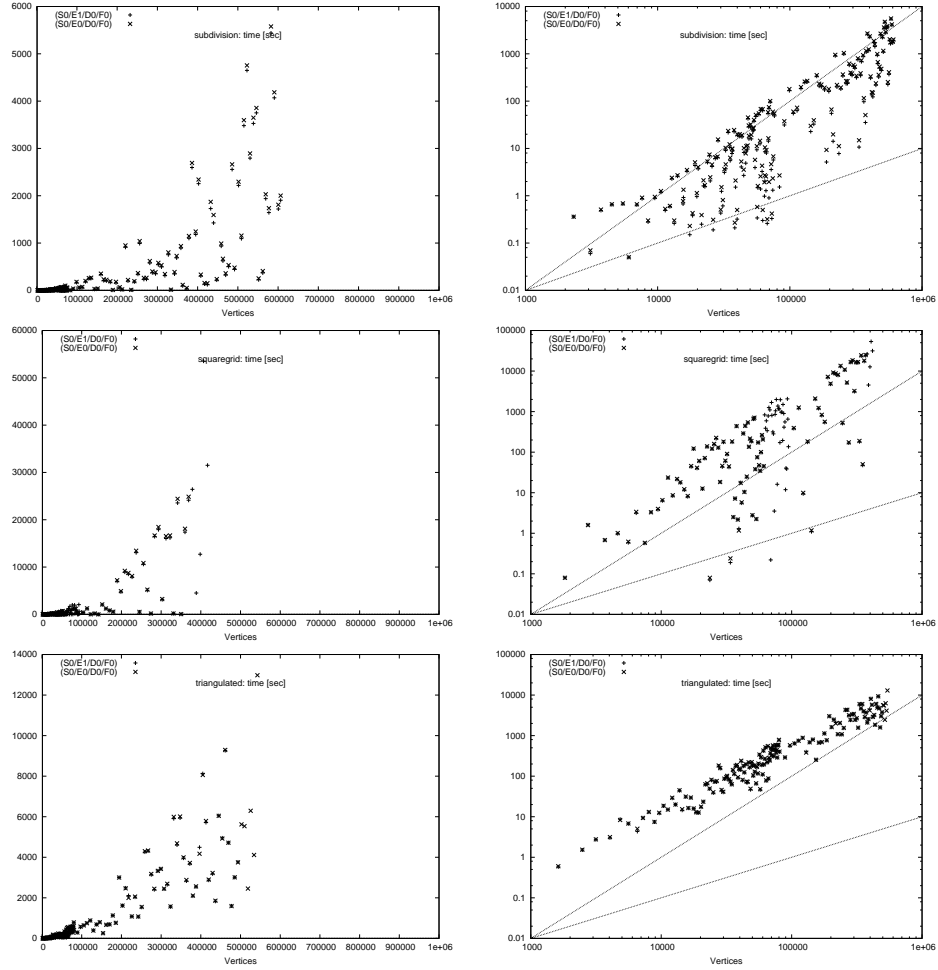 (S0/E1/D0/F0)
(S0/E0/D0/F0)
subdivision: time [sec]
6000
5000
4000
3000
2000
1000
0
0 100000 200000 300000 400000 500000 600000 700000 800000 900000 1e+06
Vertices
(S0/E1/D0/F0)
(S0/E0/D0/F0)
subdivision: time [sec]
10000
1000
100
10
1
0.1
0.01
1000 10000 100000 1e+06
Vertices
(S0/E1/D0/F0)
(S0/E0/D0/F0)
squaregrid: time [sec]
60000
50000
40000
30000
20000
10000
0
0 100000 200000 300000 400000 500000 600000 700000 800000 900000 1e+06
Vertices
(S0/E1/D0/F0)
(S0/E0/D0/F0)
squaregrid: time [sec]
100000
10000
1000
100
10
1
0.1
0.01
1000 10000 100000 1e+06
Vertices
(S0/E1/D0/F0)
(S0/E0/D0/F0)
triangulated: time [sec]
14000
12000
10000
8000
6000
4000
2000
0
0 100000 200000 300000 400000 500000 600000 700000 800000 900000 1e+06
Vertices
(S0/E1/D0/F0)
(S0/E0/D0/F0)
triangulated: time [sec]
100000
10000
1000
100
10
1
0.1
0.01
1000 10000 100000 1e+06
Vertices